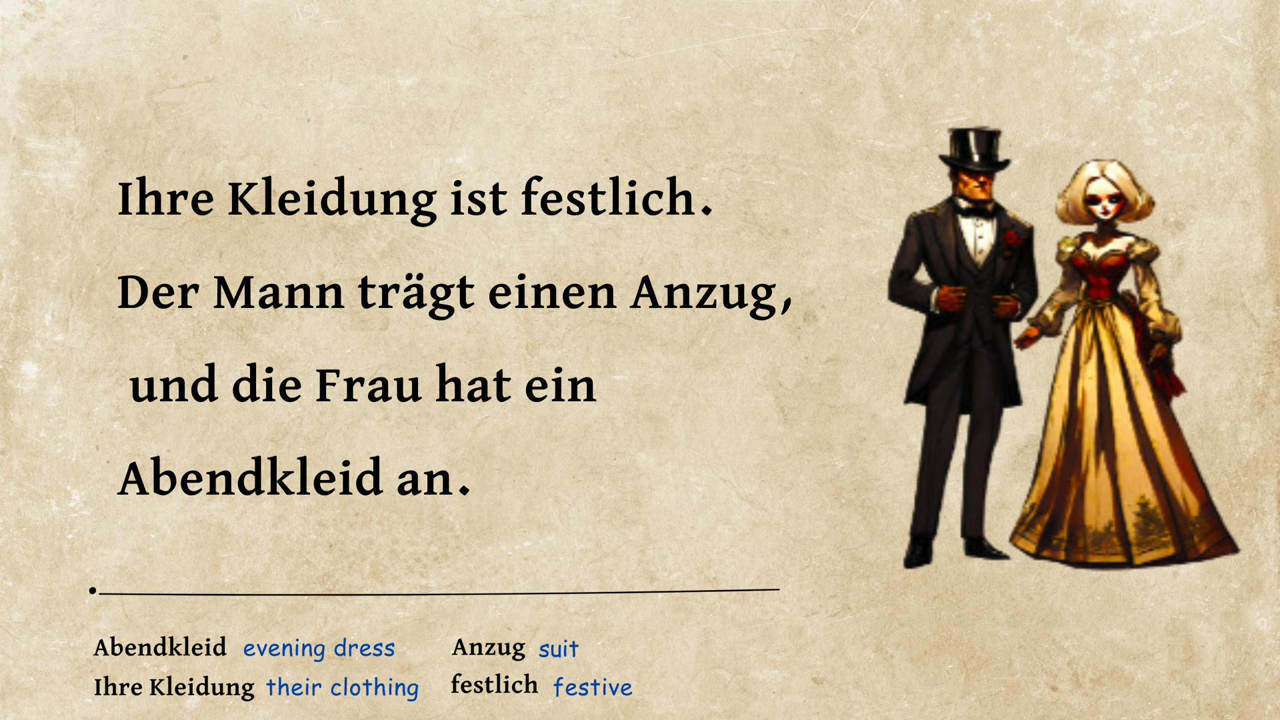 Ihre Kleidung ist festlich.
Der Mann trägt einen Anzug,
und die Frau hat ein
Abendkleid an.
Abendkleid evening dress Anzug suit
Ihre Kleidung their clothing festlich festive